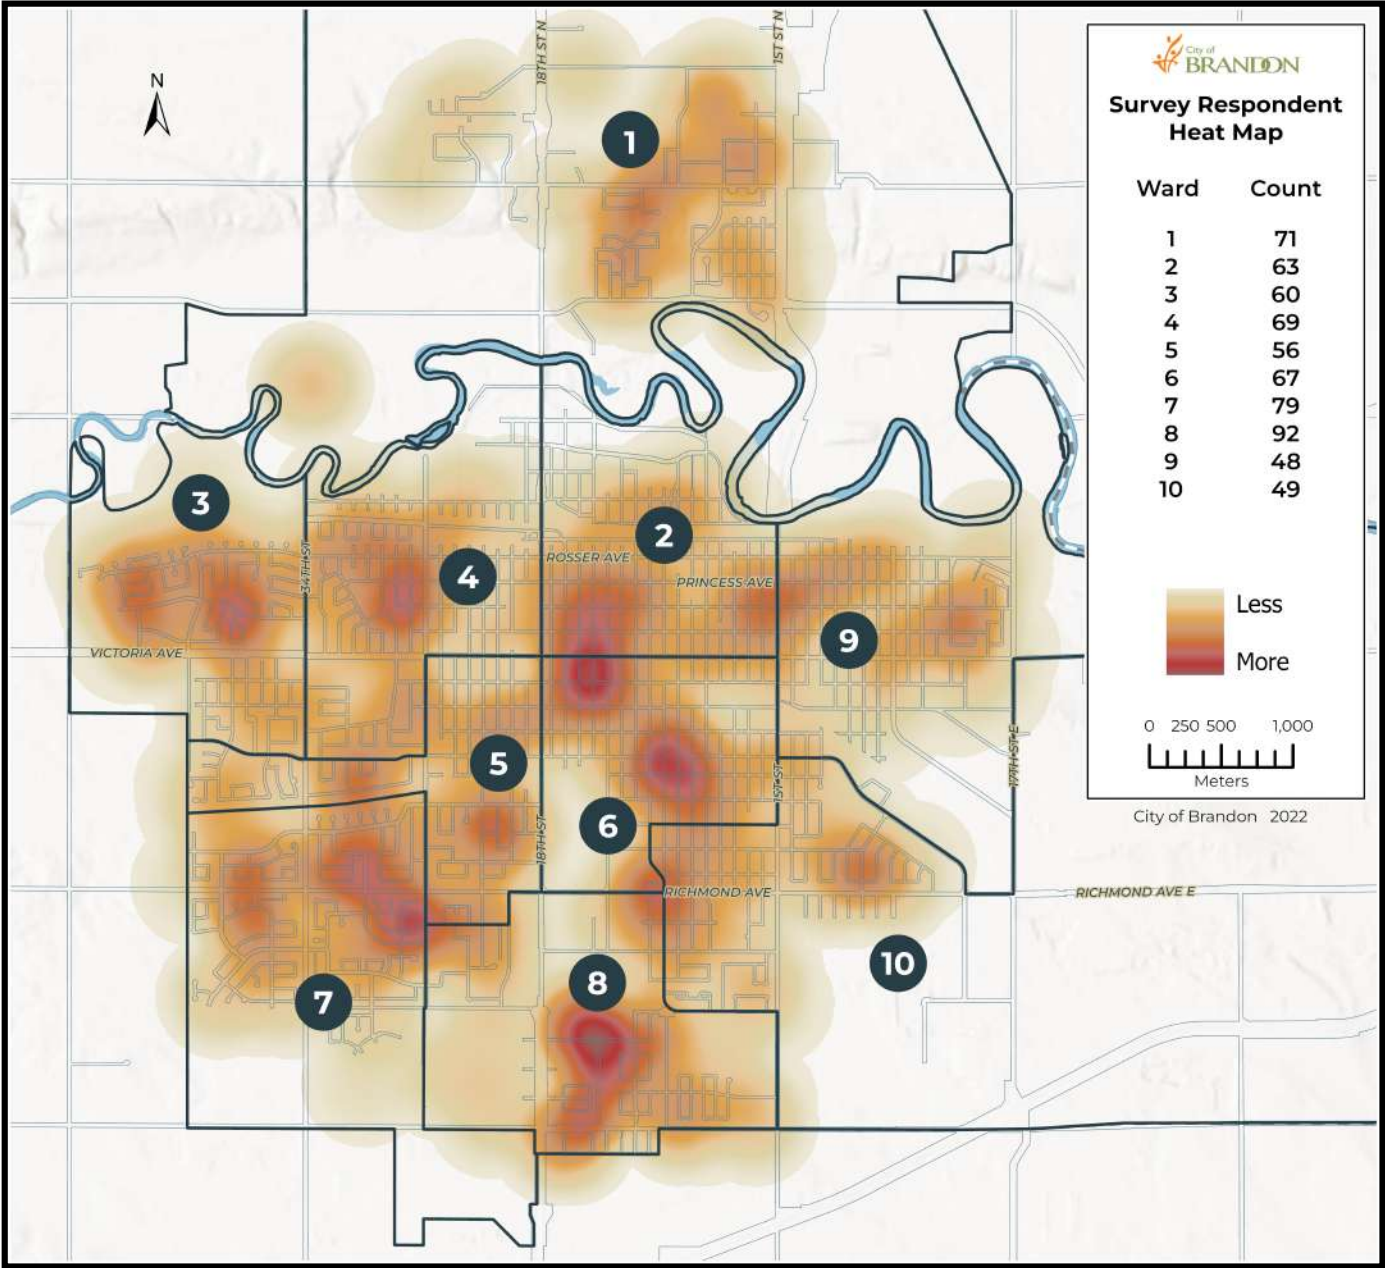 N
18TH ST N
1ST ST N
1
City of
BRANDON
Survey Respondent
Heat Map
Ward Count
1 71
2 63
3 60
4 69
5 56
6 67
7 79
8 92
9 48
10 49
Less
More
0 250 500 1,000
Meters
City of Brandon 2022
3
2
34TH ST
4
ROSSER AVE
PRINCESS AVE
9
VICTORIA AVE
5
1ST ST
17TH ST E
6
18TH ST
RICHMOND AVE
RICHMOND AVE E
10
8
7